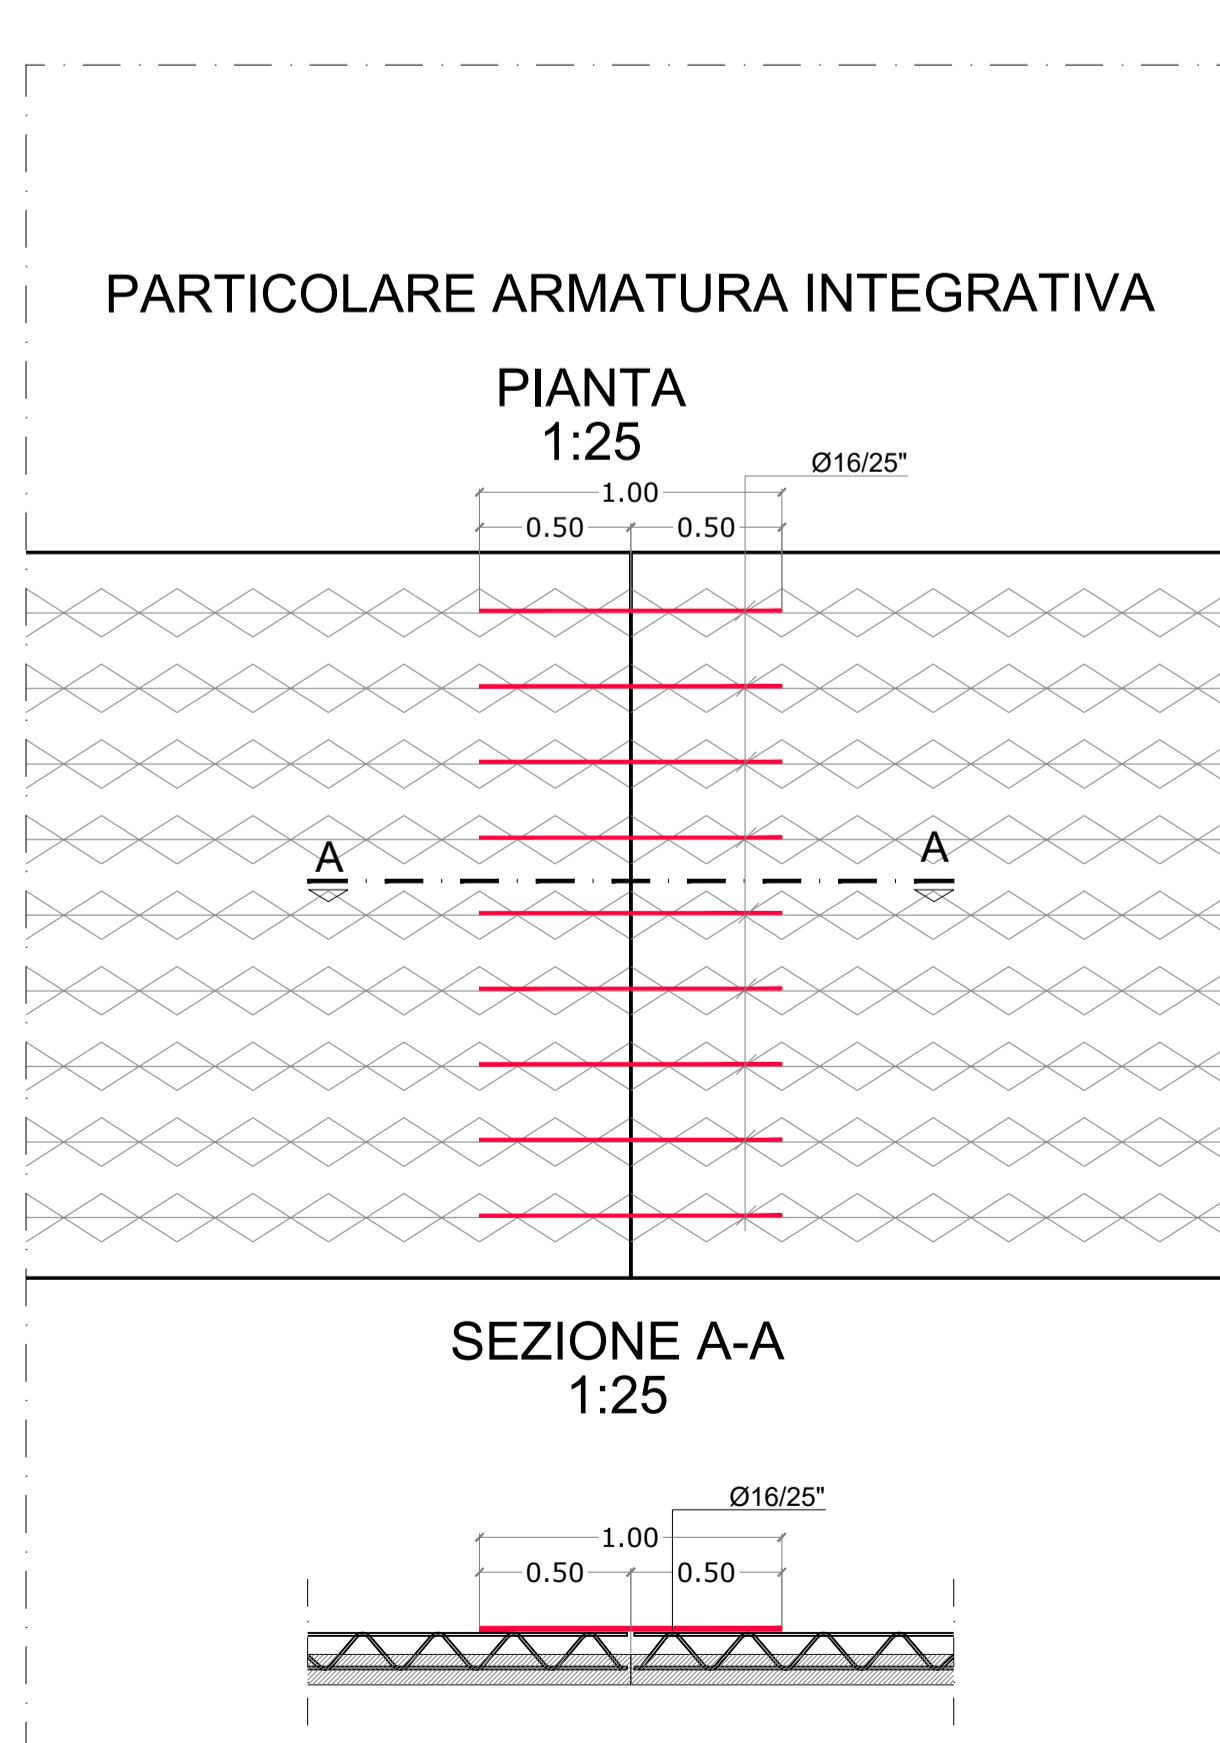 PARTICOLARE ARMATURA INTEGRATIVA
PIANTA
1:25
Ø16/25"
1.00
0.50 0.50
A A
SEZIONE A-A
1:25
Ø16/25"
1.00
0.50 0.50